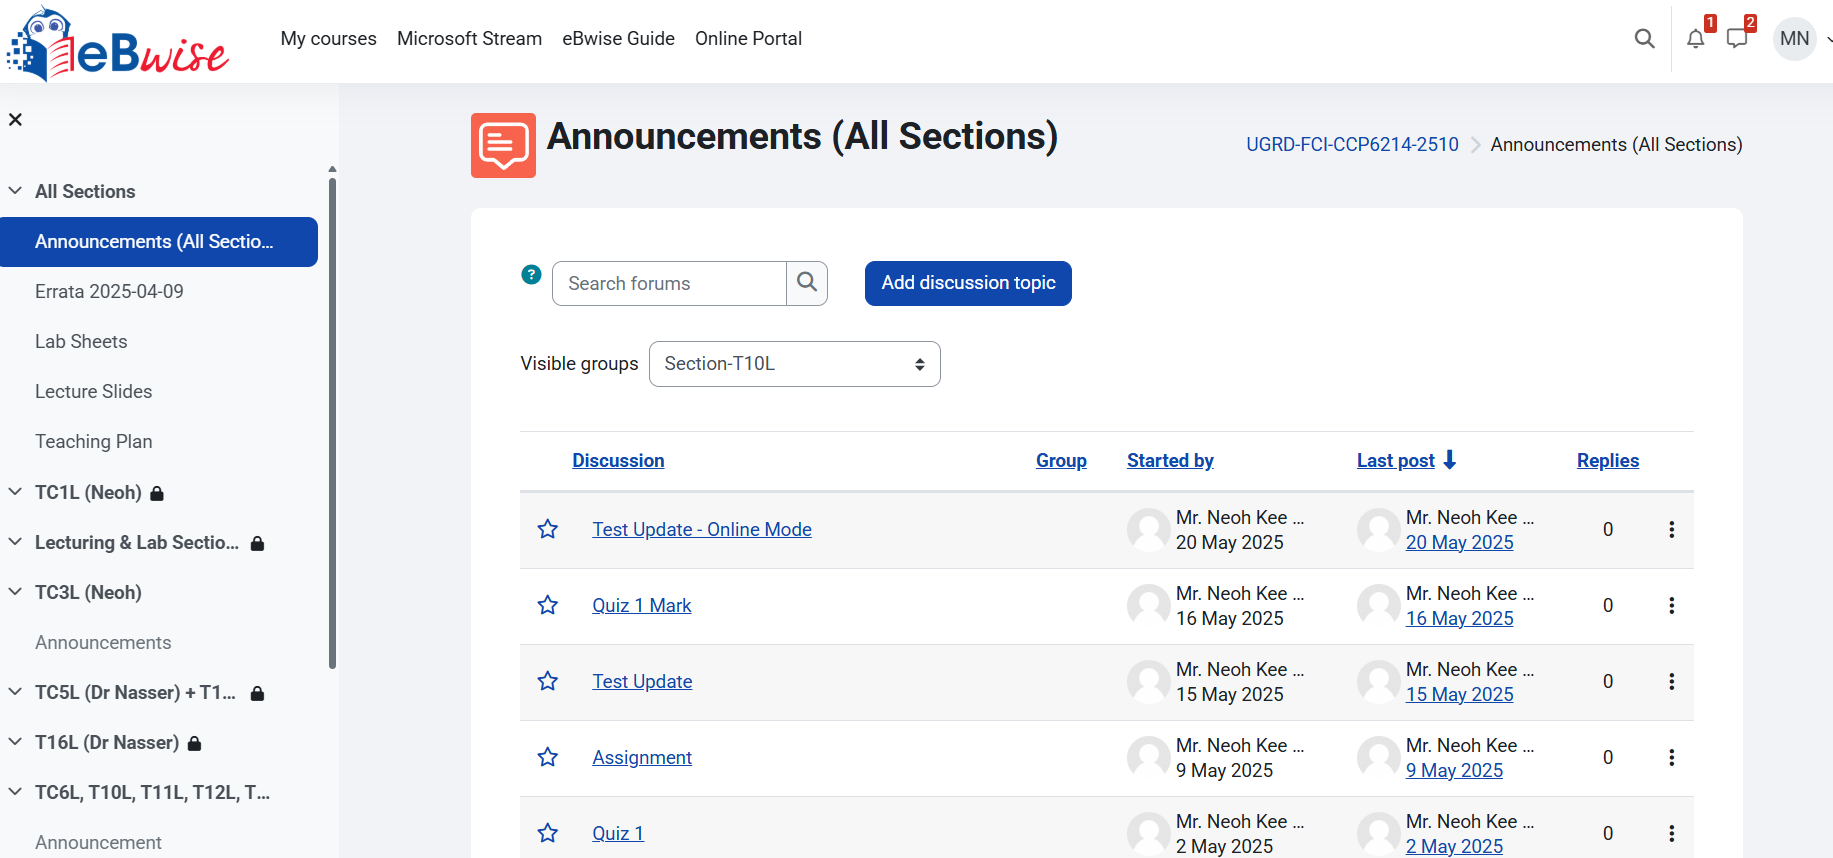 eBwise
My courses
Microsoft Stream
eBwise Guide
Online Portal
1
2
MN
All Sections
Announcements (All Sectio...
Errata 2025-04-09
Lab Sheets
Lecture Slides
Teaching Plan
TC1L (Neoh)
Lecturing & Lab Sectio...
TC3L (Neoh)
Announcements
TC5L (Dr Nasser) + T1...
T16L (Dr Nasser)
TC6L, T10L, T11L, T12L, T...
Announcement
Announcements (All Sections)
UGRD-FCI-CCP6214-2510
Announcements (All Sections)
?
Search forums
Add discussion topic
Visible groups
Section-T10L
Discussion
Group
Started by
Last post
Replies
Test Update - Online Mode
Mr. Neoh Kee ...
20 May 2025
Mr. Neoh Kee ...
20 May 2025
0
Quiz 1 Mark
Mr. Neoh Kee ...
16 May 2025
Mr. Neoh Kee ...
16 May 2025
0
Test Update
Mr. Neoh Kee ...
15 May 2025
Mr. Neoh Kee ...
15 May 2025
0
Assignment
Mr. Neoh Kee ...
9 May 2025
Mr. Neoh Kee ...
9 May 2025
0
Quiz 1
Mr. Neoh Kee ...
2 May 2025
Mr. Neoh Kee ...
2 May 2025
0